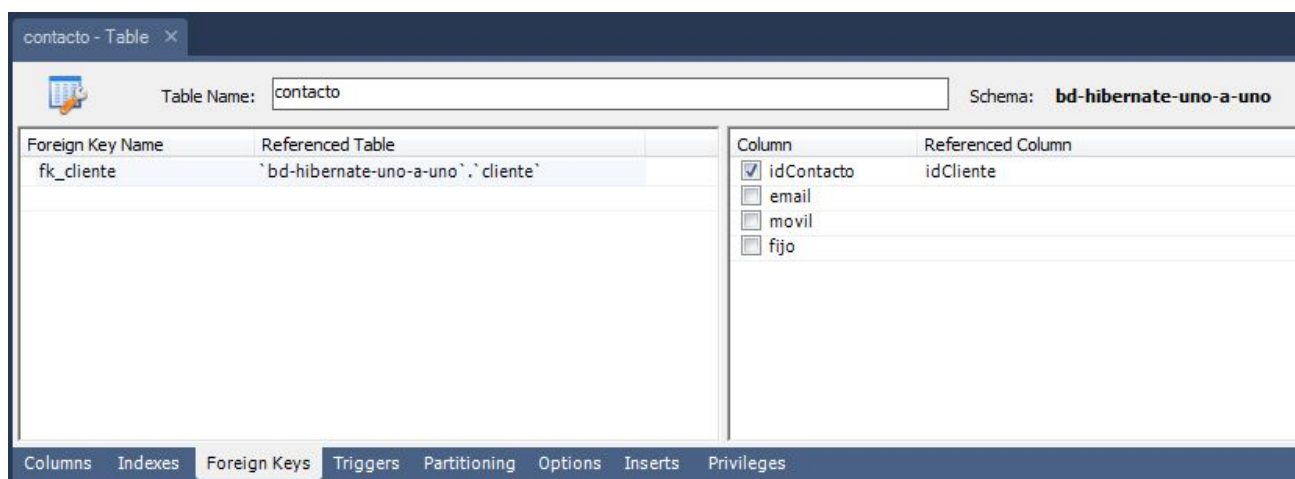 contacto - Table ×
Table Name: contacto Schema: bd-hibernate-uno-a-uno
Foreign Key Name Referenced Table Column Referenced Column
fk_cliente `bd-hibernate-uno-a-uno`.`cliente` idContacto idCliente
email
movil
fijo
Columns Indexes Foreign Keys Triggers Partitioning Options Inserts Privileges